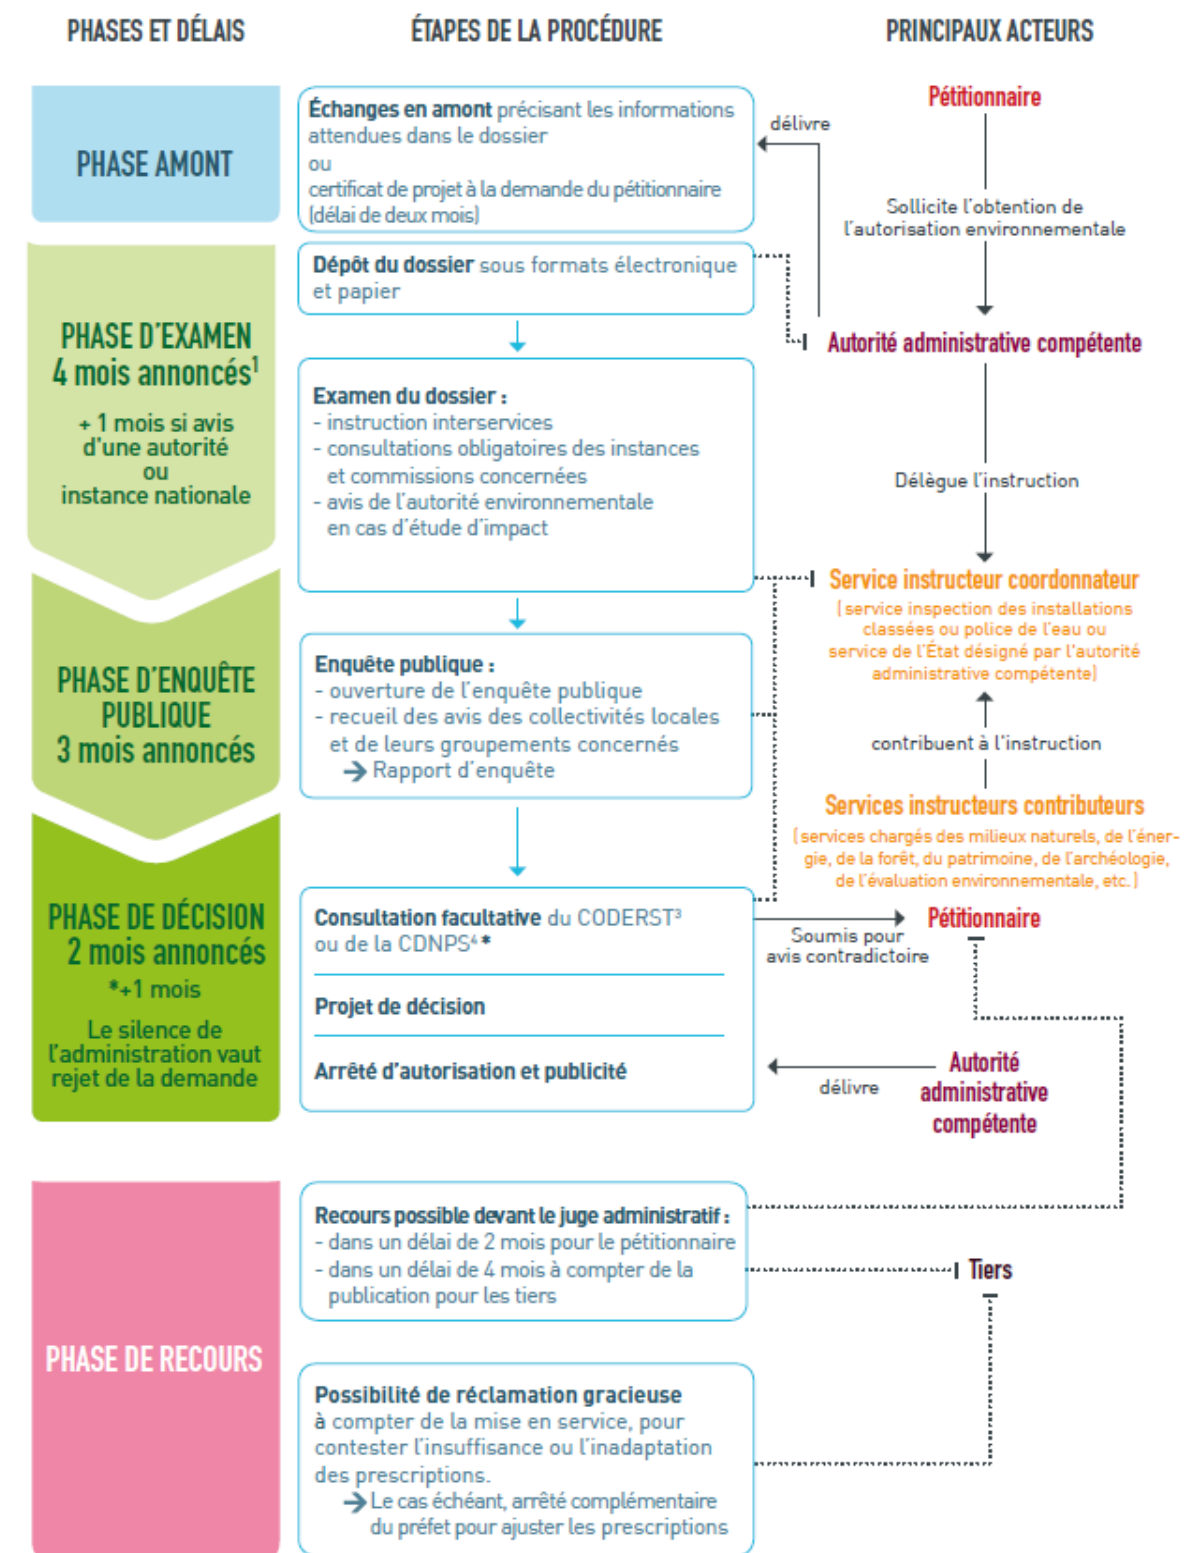 PHASES ET DÉLAIS
ÉTAPES DE LA PROCÉDURE
PRINCIPAUX ACTEURS
PHASE AMONT
Échanges en amont précisant les informations
attendues dans le dossier
ou
certificat de projet à la demande du pétitionnaire
(délai de deux mois)
délivre
Pétitionnaire
Sollicite l'obtention de
l'autorisation environnementale
PHASE D'EXAMEN
4 mois annoncés¹
+ 1 mois si avis
d'une autorité
ou
instance nationale
Dépôt du dossier sous formats électronique
et papier
Autorité administrative compétente
Examen du dossier :
- instruction interservices
- consultations obligatoires des instances
et commissions concernées
- avis de l'autorité environnementale
en cas d'étude d'impact
Délègue l'instruction
Service instructeur coordonnateur
(service inspection des installations
classées ou police de l'eau ou
service de l'État désigné par l'autorité
administrative compétente)
PHASE D'ENQUÊTE
PUBLIQUE
3 mois annoncés
Enquête publique :
- ouverture de l'enquête publique
- recueil des avis des collectivités locales
et de leurs groupements concernés
→ Rapport d'enquête
contribuent à l'instruction
Services instructeurs contributeurs
(services chargés des milieux naturels, de l'éner-
gie, de la forêt, du patrimoine, de l'archéologie,
de l'évaluation environnementale, etc.)
PHASE DE DÉCISION
2 mois annoncés
*+1 mois
Le silence de
l'administration vaut
rejet de la demande
Consultation facultative du CODERST³
ou de la CDNPS⁴*
Projet de décision
Arrêté d'autorisation et publicité
Soumis pour
avis contradictoire
Pétitionnaire
délivre
Autorité
administrative
compétente
PHASE DE RECOURS
Recours possible devant le juge administratif :
- dans un délai de 2 mois pour le pétitionnaire
- dans un délai de 4 mois à compter de la
publication pour les tiers
Tiers
Possibilité de réclamation gracieuse
à compter de la mise en service, pour
contester l'insuffisance ou l'inadaptation
des prescriptions.
→ Le cas échéant, arrêté complémentaire
du préfet pour ajuster les prescriptions